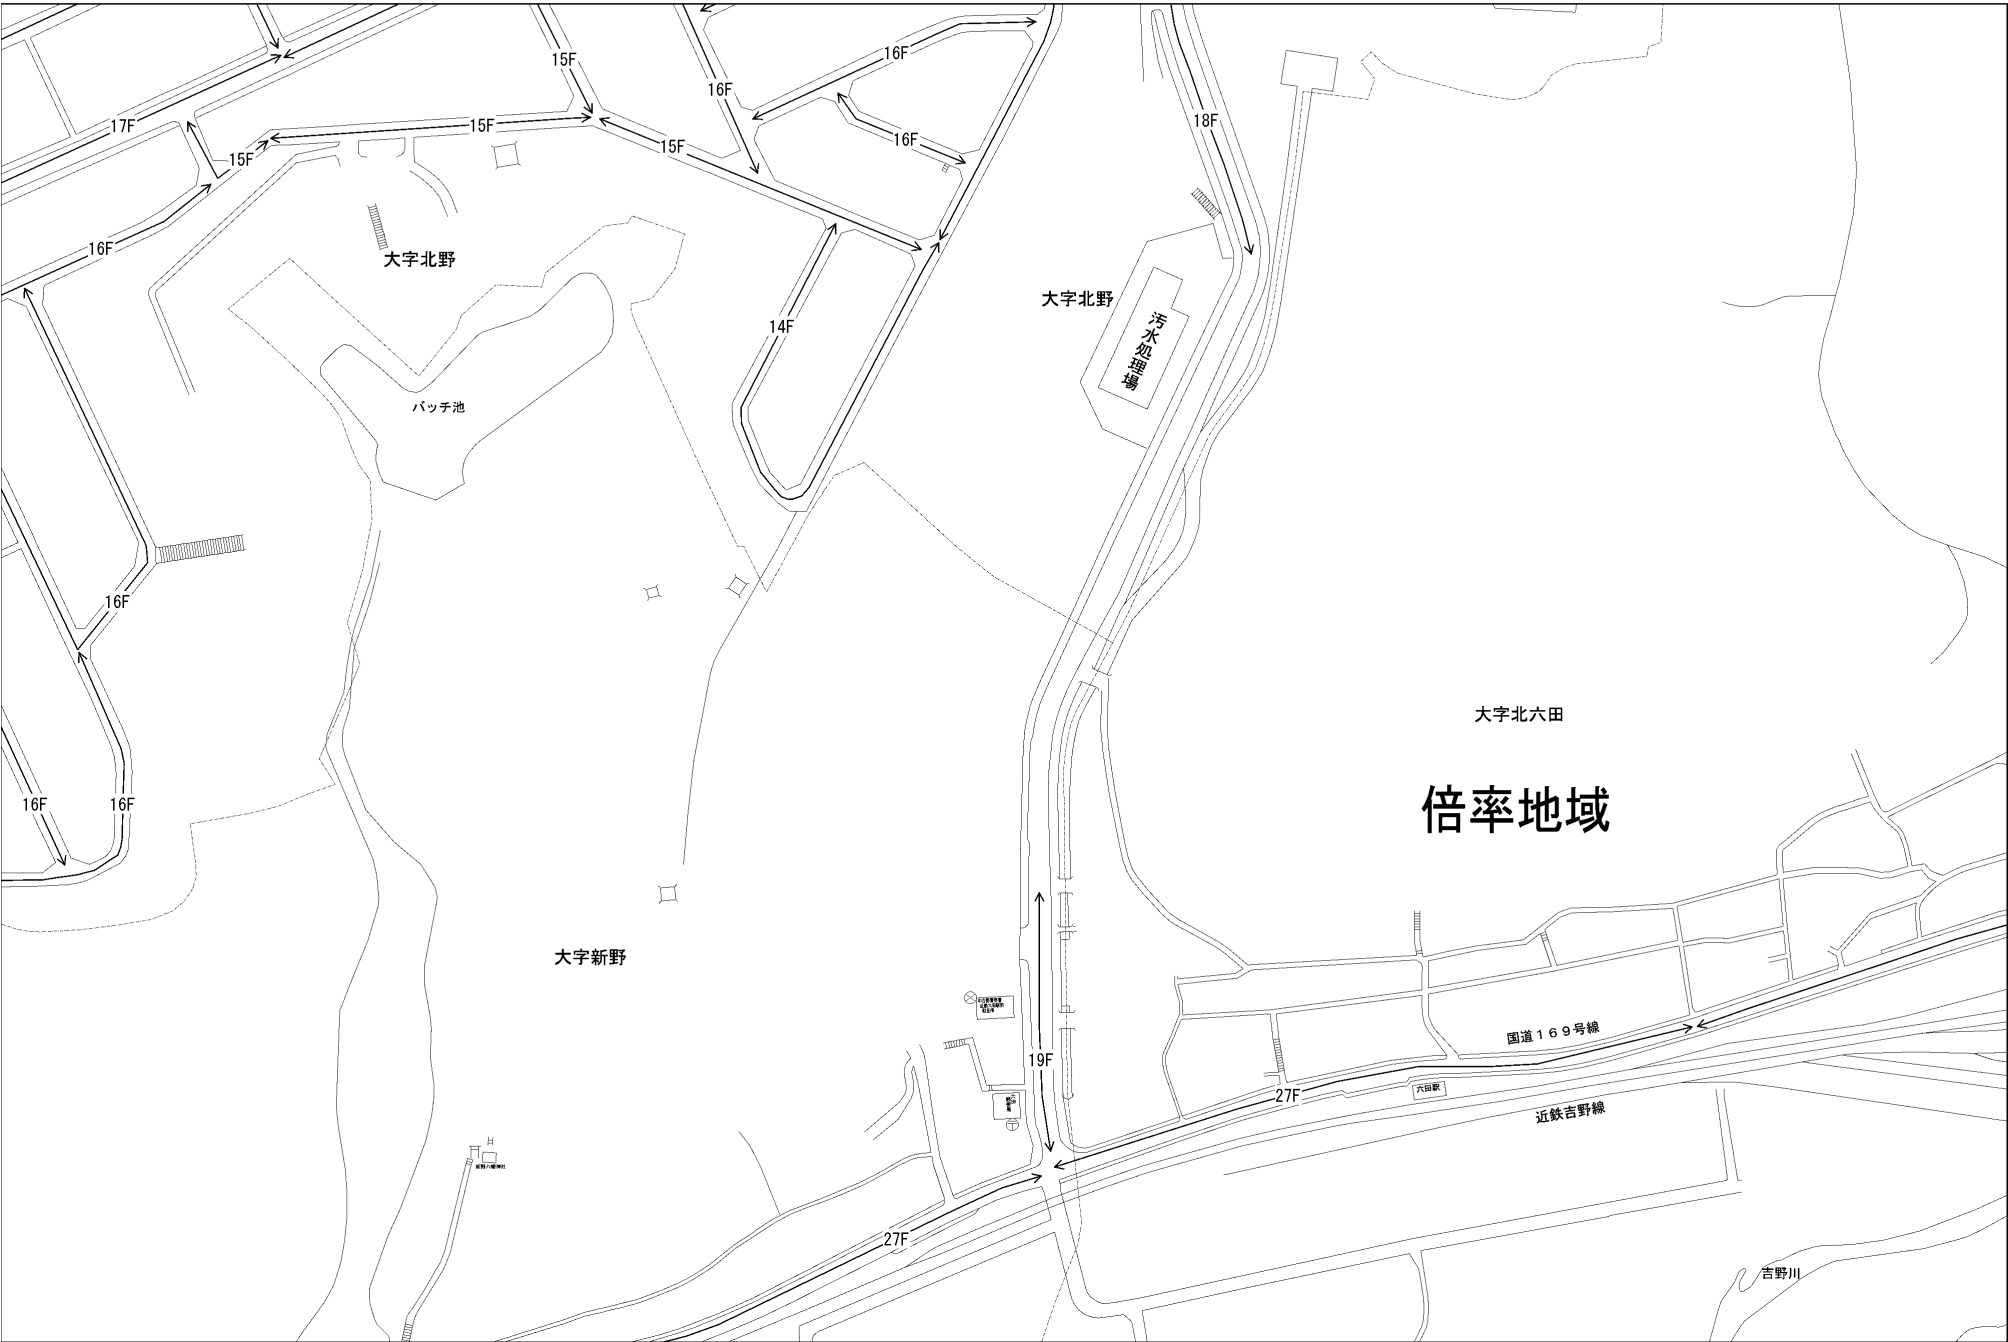 15F
16F
16F
18F
17F
15F
15F
15F
16F
16F
大字北野
大字北野
汚水処理場
14F
バッチ池
16F
大字北六田
倍率地域
16F
16F
大字新野
国道169号線
19F
27F
六田駅
近鉄吉野線
27F
吉野川